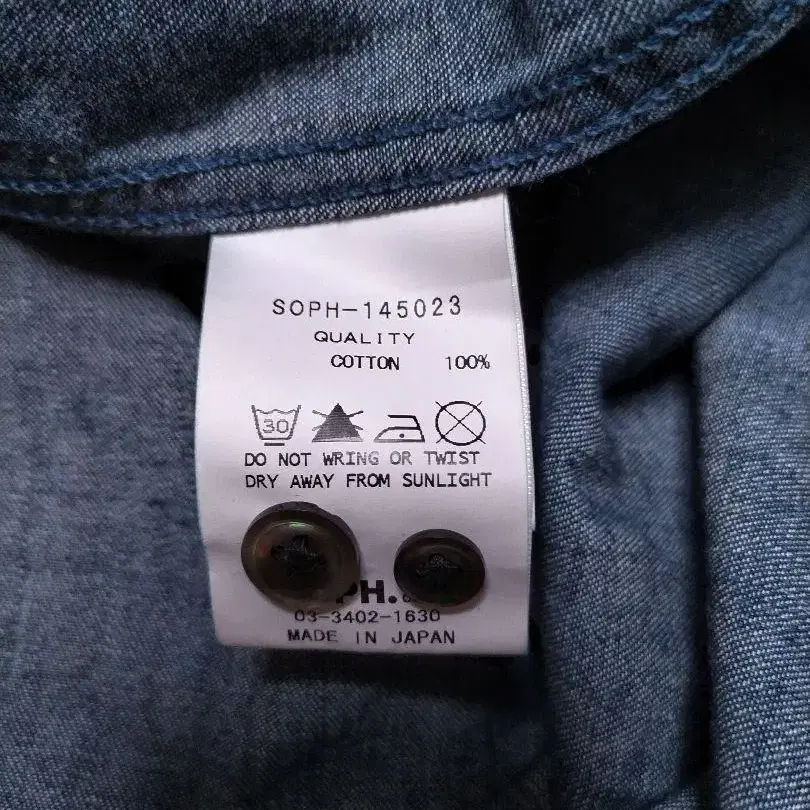 SOPH-145023
QUALITY
COTTON 100%
30
DO NOT WRING OR TWIST
DRY AWAY FROM SUNLIGHT
PH.
03-3402-1630
MADE IN JAPAN